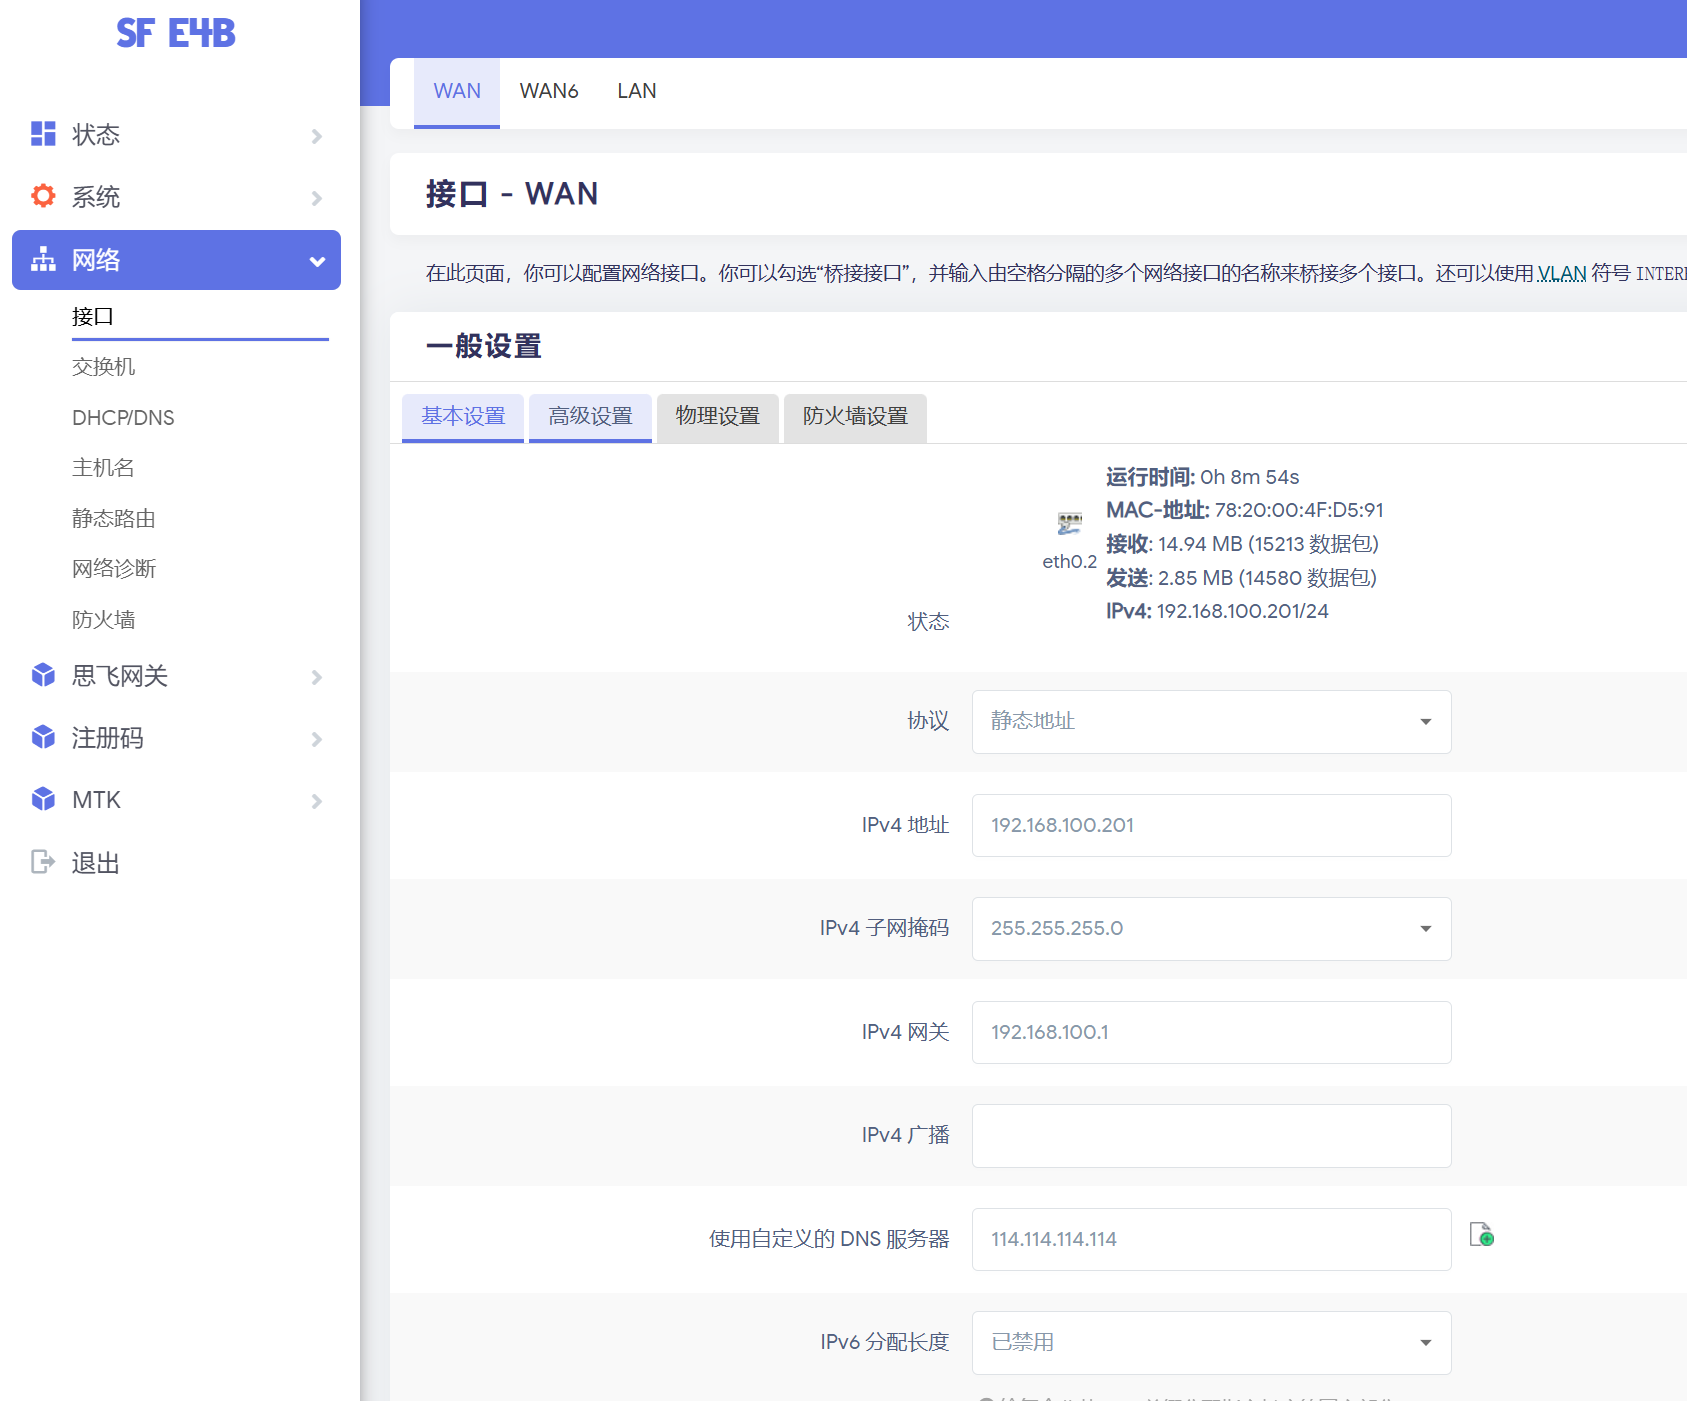 SF E4B
状态
系统
网络
接口
交换机
DHCP/DNS
主机名
静态路由
网络诊断
防火墙
思飞网关
注册码
MTK
退出
WAN WAN6 LAN
接口 - WAN
在此页面，你可以配置网络接口。你可以勾选“桥接接口”，并输入由空格分隔的多个网络接口的名称来桥接多个接口。还可以使用 VLAN 符号
一般设置
基本设置 高级设置 物理设置 防火墙设置
状态
eth0.2
运行时间: 0h 8m 54s
MAC-地址: 78:20:00:4F:D5:91
接收: 14.94 MB (15213 数据包)
发送: 2.85 MB (14580 数据包)
IPv4: 192.168.100.201/24
协议 静态地址
IPv4 地址 192.168.100.201
IPv4 子网掩码 255.255.255.0
IPv4 网关 192.168.100.1
IPv4 广播
使用自定义的 DNS 服务器 114.114.114.114
IPv6 分配长度 已禁用